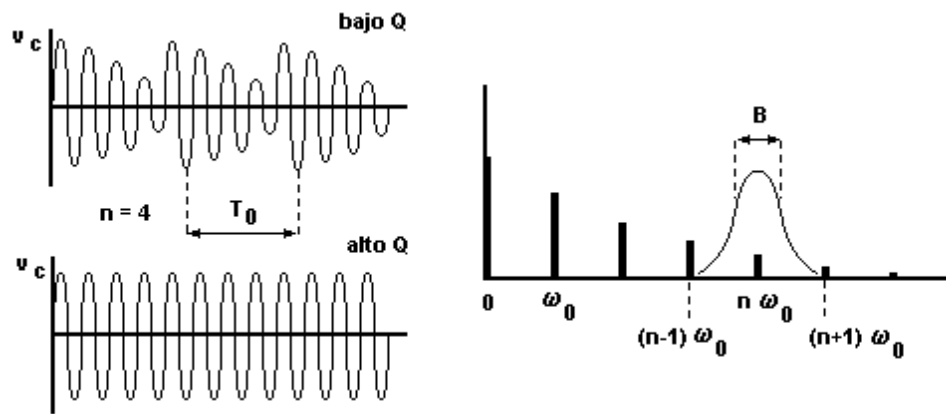 bajo Q
v c
n = 4
T 0
alto Q
v c
B
0
ω 0
n ω 0
(n-1) ω 0
(n+1) ω 0